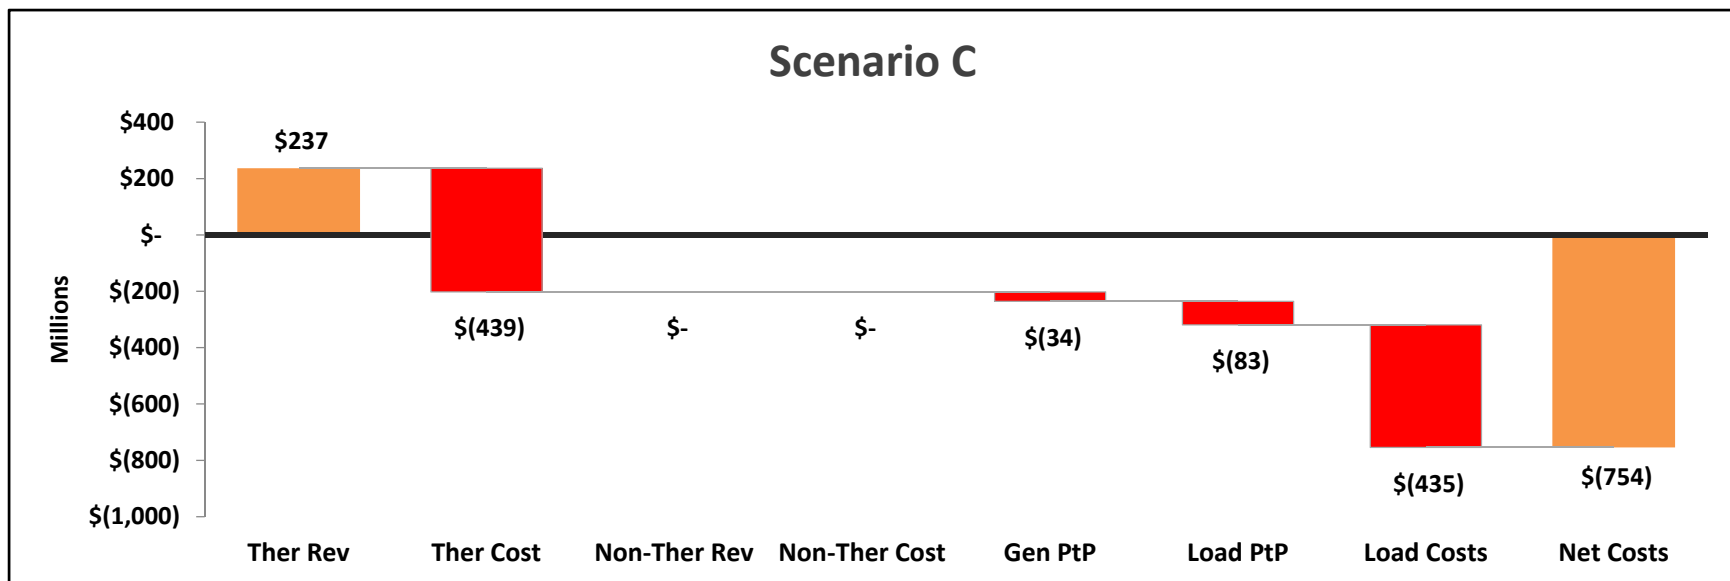 Scenario C
$400
$200
$-
$(200)
$(400)
$(600)
$(800)
$(1,000)
Millions
$237
$(439)
$-
$-
$(34)
$(83)
$(435)
$(754)
Ther Rev
Ther Cost
Non-Ther Rev
Non-Ther Cost
Gen PtP
Load PtP
Load Costs
Net Costs